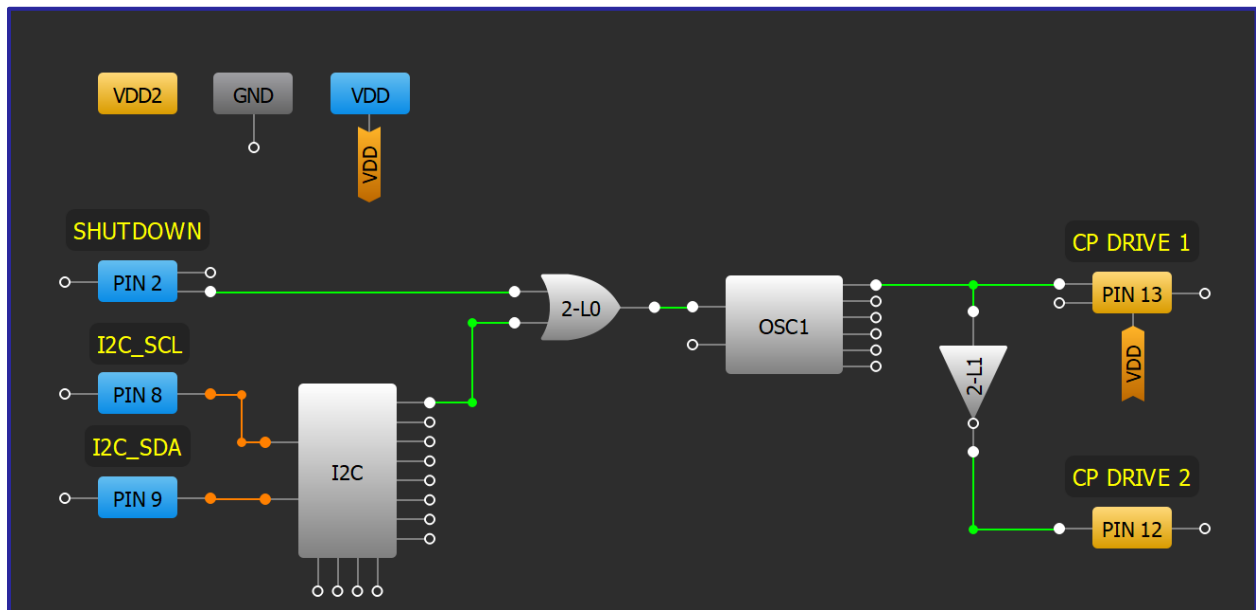 VDD2
GND
VDD
VDD
SHUTDOWN
PIN 2
2-L0
OSC1
CP DRIVE 1
PIN 13
VDD
I2C_SCL
PIN 8
2-L1
I2C_SDA
PIN 9
I2C
CP DRIVE 2
PIN 12